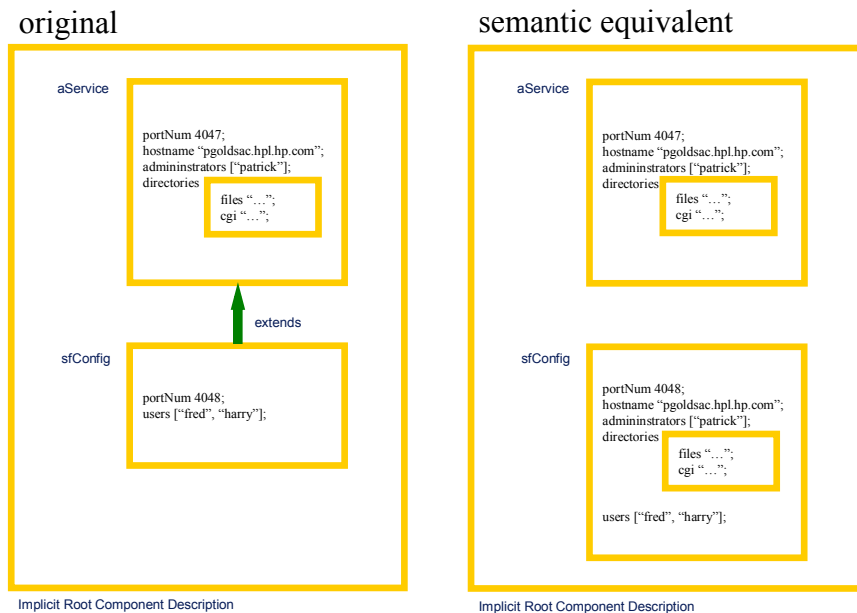 original
aService
portNum 4047;
hostname “pgoldsac.hpl.hp.com”;
admininstrators [“patrick”];
directories
files “…”;
cgi “…”;
extends
sfConfig
portNum 4048;
users [“fred”, “harry”];
Implicit Root Component Description
semantic equivalent
aService
portNum 4047;
hostname “pgoldsac.hpl.hp.com”;
admininstrators [“patrick”];
directories
files “…”;
cgi “…”;
sfConfig
portNum 4048;
hostname “pgoldsac.hpl.hp.com”;
admininstrators [“patrick”];
directories
files “…”;
cgi “…”;
users [“fred”, “harry”];
Implicit Root Component Description